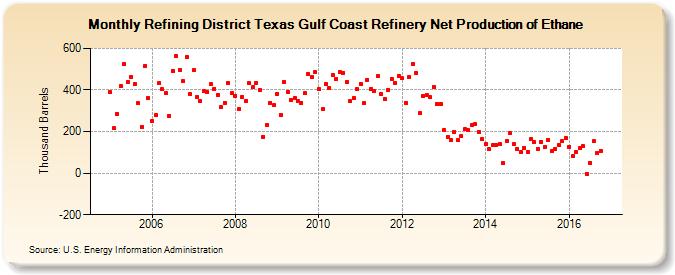 Monthly Refining District Texas Gulf Coast Refinery Net Production of Ethane
Thousand Barrels
600
400
200
0
-200
2006 2008 2010 2012 2014 2016
Source: U.S. Energy Information Administration